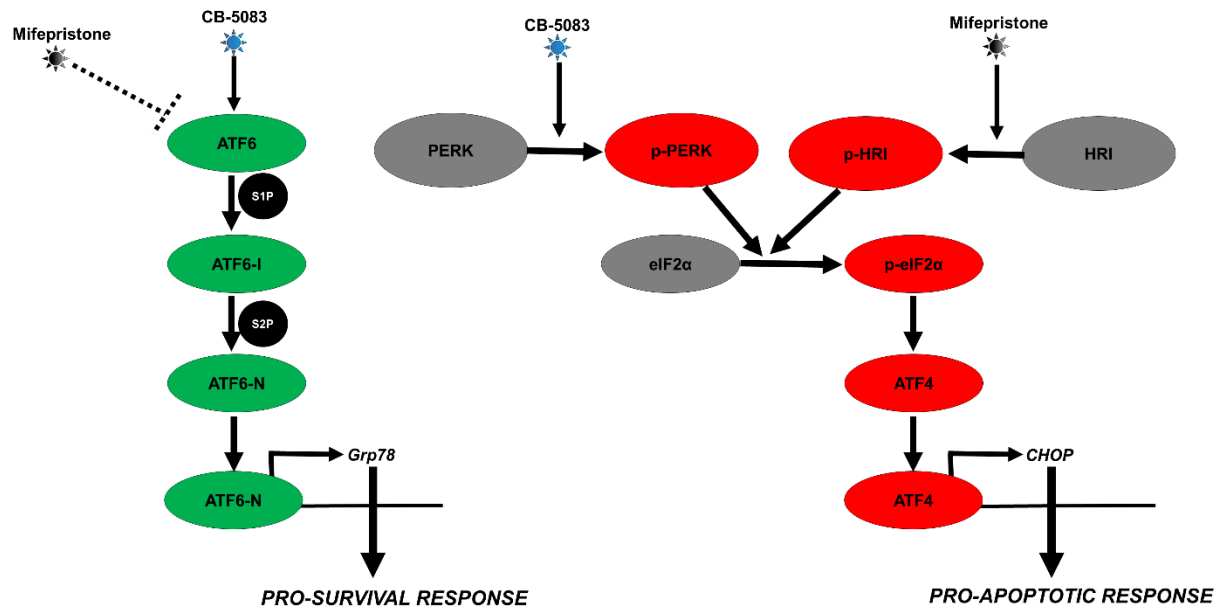 Mifepristone
CB-5083
CB-5083
Mifepristone
ATF6
PERK
p-PERK
p-HRI
HRI
S1P
ATF6-I
eIF2α
p-eIF2α
S2P
ATF6-N
ATF4
Grp78
CHOP
ATF6-N
ATF4
PRO-SURVIVAL RESPONSE
PRO-APOPTOTIC RESPONSE